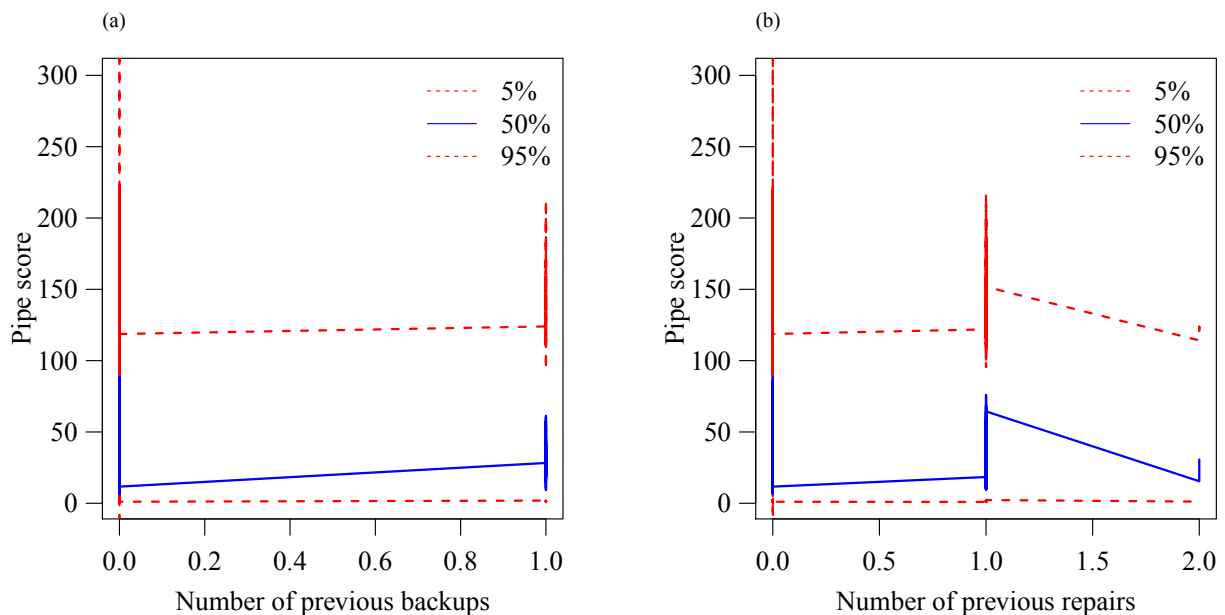 (a)
Pipe score
300
250
200
150
100
50
0
5%
50%
95%
0.0 0.2 0.4 0.6 0.8 1.0
Number of previous backups
(b)
Pipe score
300
250
200
150
100
50
0
5%
50%
95%
0.0 0.5 1.0 1.5 2.0
Number of previous repairs